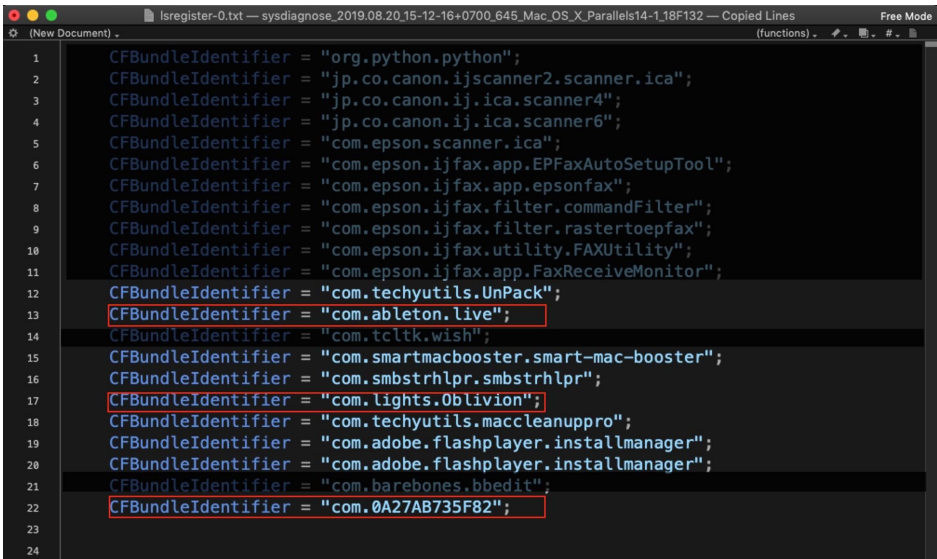 lsregister-0.txt — sysdiagnose_2019.08.20_15-12-16+0700_645_Mac_OS_X_Parallels14-1_18F132 — Copied Lines Free Mode
(New Document) (functions) #
1 CFBundleIdentifier = "org.python.python";
2 CFBundleIdentifier = "jp.co.canon.ijscanner2.scanner.ica";
3 CFBundleIdentifier = "jp.co.canon.ij.ica.scanner4";
4 CFBundleIdentifier = "jp.co.canon.ij.ica.scanner6";
5 CFBundleIdentifier = "com.epson.scanner.ica";
6 CFBundleIdentifier = "com.epson.ijfax.app.EPFaxAutoSetupTool";
7 CFBundleIdentifier = "com.epson.ijfax.app.epsonfax";
8 CFBundleIdentifier = "com.epson.ijfax.filter.commandFilter";
9 CFBundleIdentifier = "com.epson.ijfax.filter.rastertoepfax";
10 CFBundleIdentifier = "com.epson.ijfax.utility.FAXUtility";
11 CFBundleIdentifier = "com.epson.ijfax.app.FaxReceiveMonitor";
12 CFBundleIdentifier = "com.techyutils.UnPack";
13 CFBundleIdentifier = "com.ableton.live";
14 CFBundleIdentifier = "com.tcltk.wish";
15 CFBundleIdentifier = "com.smartmacbooster.smart-mac-booster";
16 CFBundleIdentifier = "com.smbstrhlpr.smbstrhlpr";
17 CFBundleIdentifier = "com.lights.Oblivion";
18 CFBundleIdentifier = "com.techyutils.maccleanuppro";
19 CFBundleIdentifier = "com.adobe.flashplayer.installmanager";
20 CFBundleIdentifier = "com.adobe.flashplayer.installmanager";
21 CFBundleIdentifier = "com.barebones.bbedit";
22 CFBundleIdentifier = "com.0A27AB735F82";
23
24